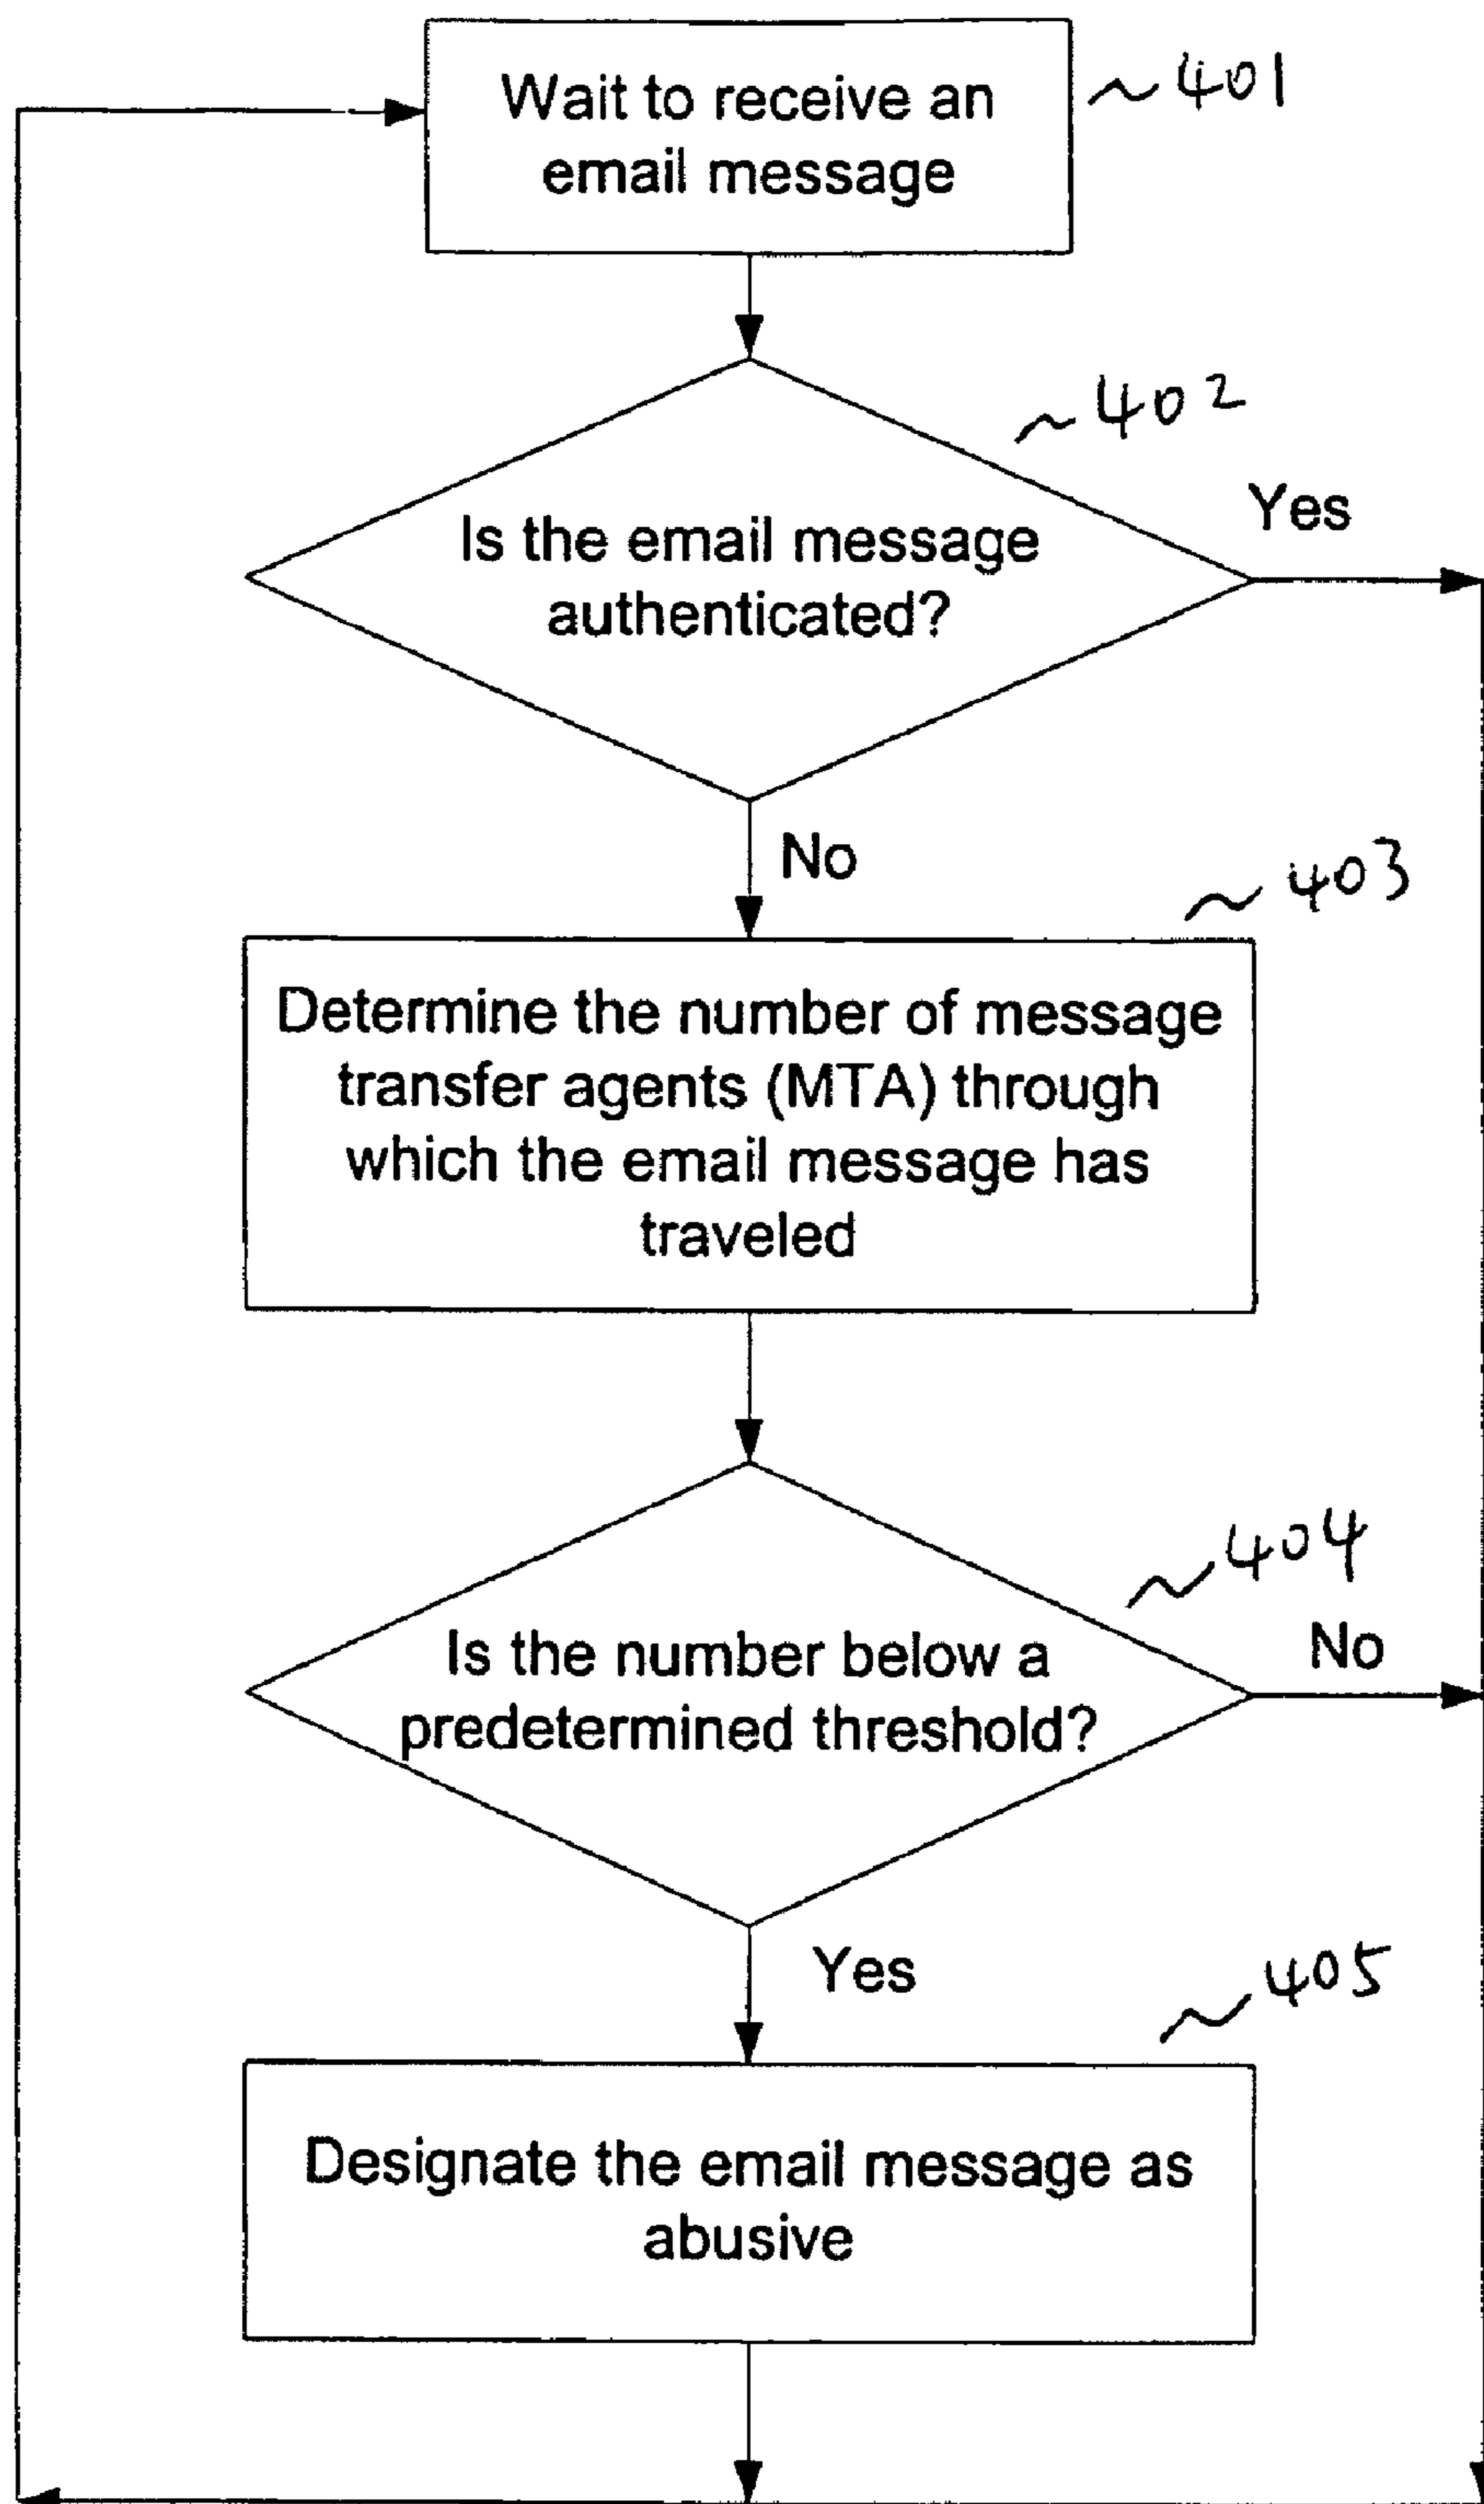 Wait to receive an
email message
~401
Is the email message
authenticated?
~402
Yes
No
Determine the number of message
transfer agents (MTA) through
which the email message has
traveled
~403
Is the number below a
predetermined threshold?
~404
No
Yes
Designate the email message as
abusive
~405